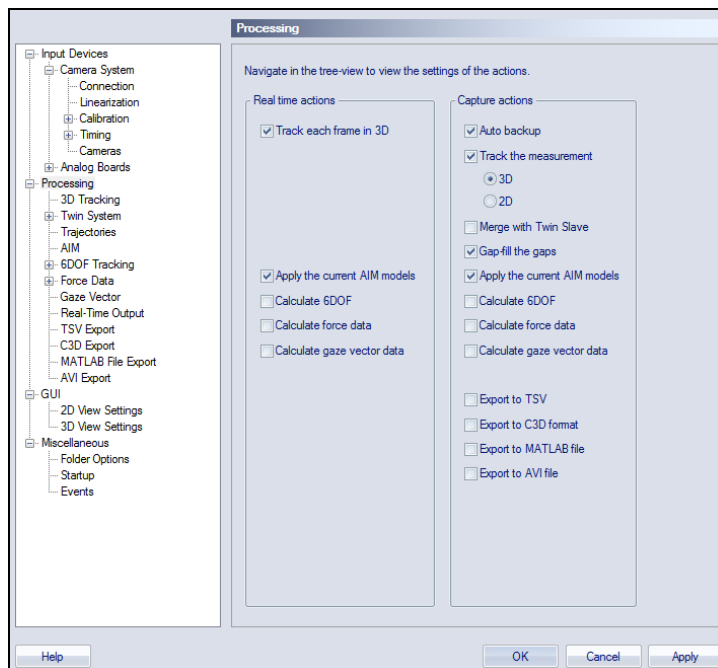 Processing
Input Devices
Camera System
Connection
Linearization
Calibration
Timing
Cameras
Analog Boards
Processing
3D Tracking
Twin System
Trajectories
AIM
6DOF Tracking
Force Data
Gaze Vector
Real-Time Output
TSV Export
C3D Export
MATLAB File Export
AVI Export
GUI
2D View Settings
3D View Settings
Miscellaneous
Folder Options
Startup
Events
Navigate in the tree-view to view the settings of the actions.
Real time actions
Track each frame in 3D
Apply the current AIM models
Calculate 6DOF
Calculate force data
Calculate gaze vector data
Capture actions
Auto backup
Track the measurement
3D
2D
Merge with Twin Slave
Gap-fill the gaps
Apply the current AIM models
Calculate 6DOF
Calculate force data
Calculate gaze vector data
Export to TSV
Export to C3D format
Export to MATLAB file
Export to AVI file
Help
OK
Cancel
Apply